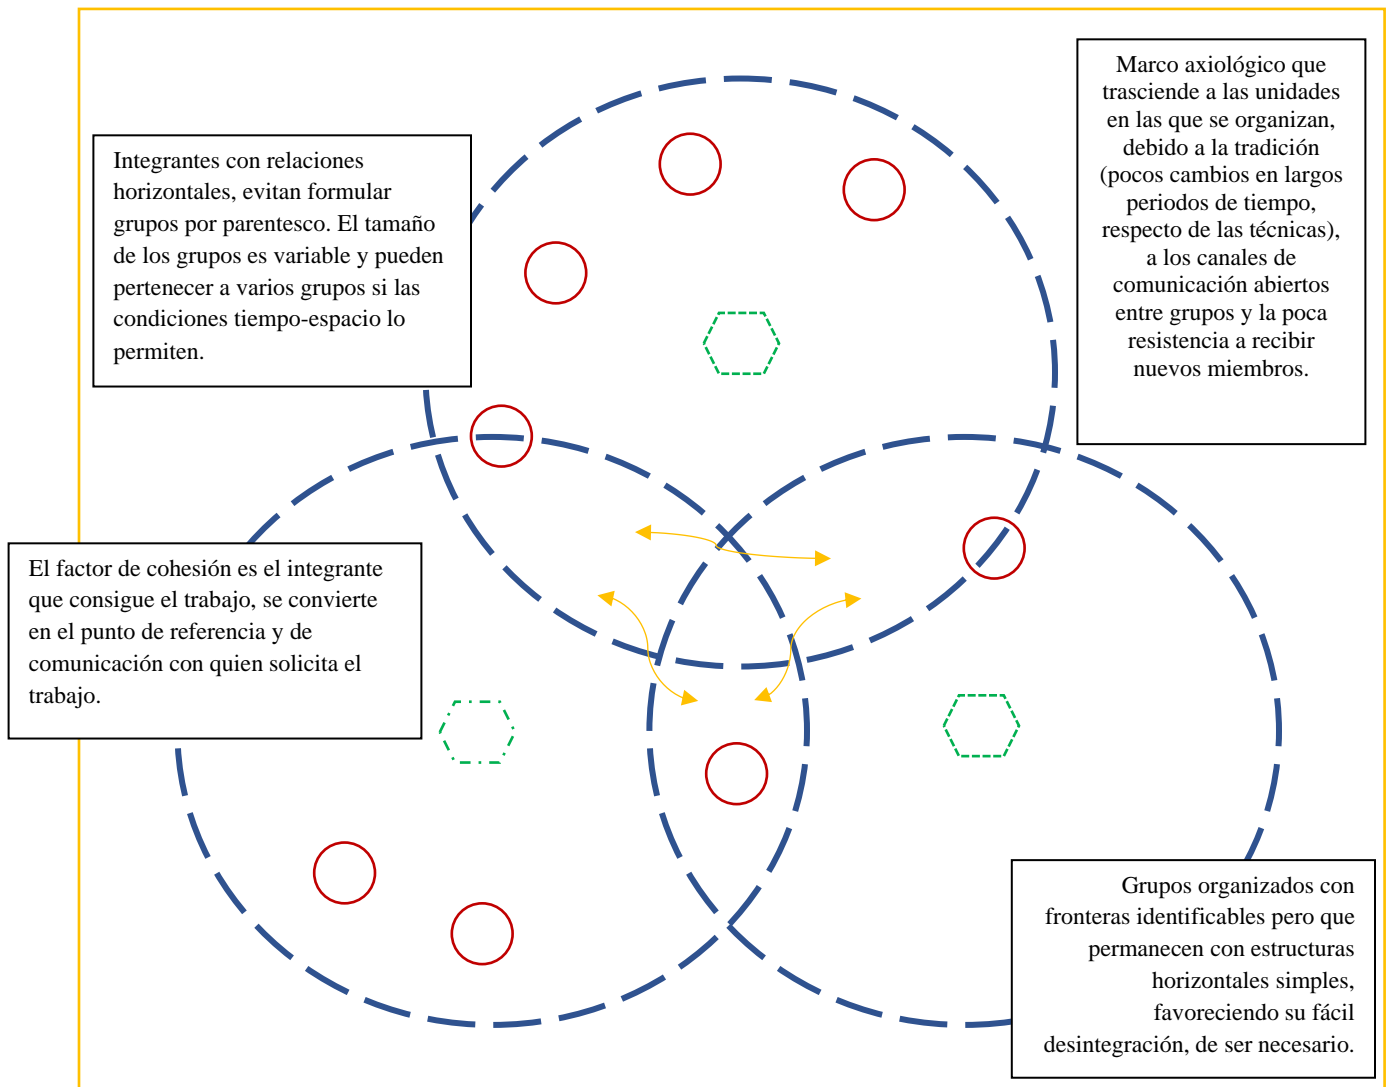 Marco axiológico que
trasciende a las unidades
en las que se organizan,
debido a la tradición
(pocos cambios en largos
periodos de tiempo,
respecto de las técnicas),
a los canales de
comunicación abiertos
entre grupos y la poca
resistencia a recibir
nuevos miembros.
Integrantes con relaciones
horizontales, evitan formular
grupos por parentesco. El tamaño
de los grupos es variable y pueden
pertenecer a varios grupos si las
condiciones tiempo-espacio lo
permiten.
El factor de cohesión es el integrante
que consigue el trabajo, se convierte
en el punto de referencia y de
comunicación con quien solicita el
trabajo.
Grupos organizados con
fronteras identificables pero que
permanecen con estructuras
horizontales simples,
favoreciendo su fácil
desintegración, de ser necesario.